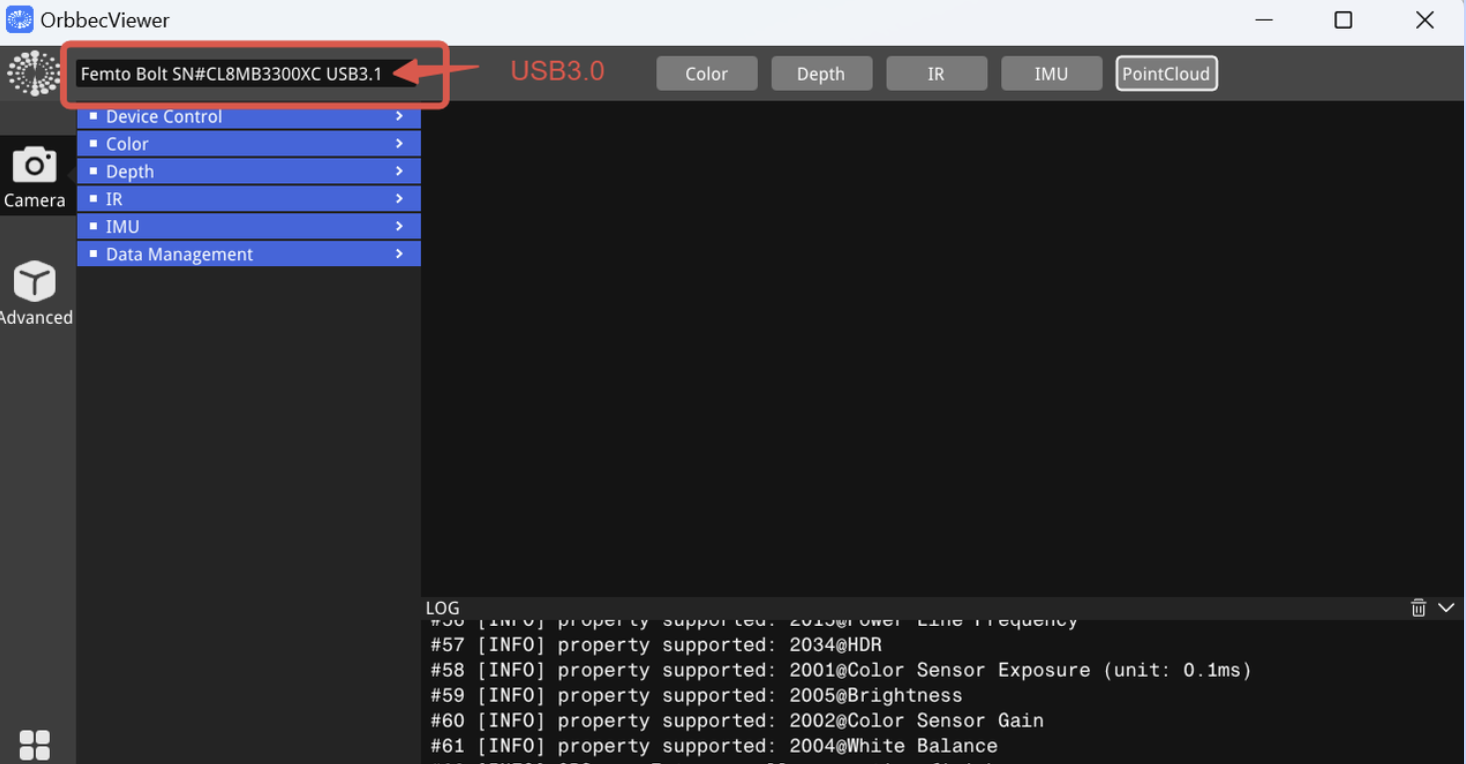 OrbbecViewer
Femto Bolt SN#CL8MB3300XC USB3.1
USB3.0
Color
Depth
IR
IMU
PointCloud
Device Control
Color
Depth
IR
IMU
Data Management
Camera
Advanced
LOG
#56 [INFO] property supported: 2015@Power Line Frequency
#57 [INFO] property supported: 2034@HDR
#58 [INFO] property supported: 2001@Color Sensor Exposure (unit: 0.1ms)
#59 [INFO] property supported: 2005@Brightness
#60 [INFO] property supported: 2002@Color Sensor Gain
#61 [INFO] property supported: 2004@White Balance